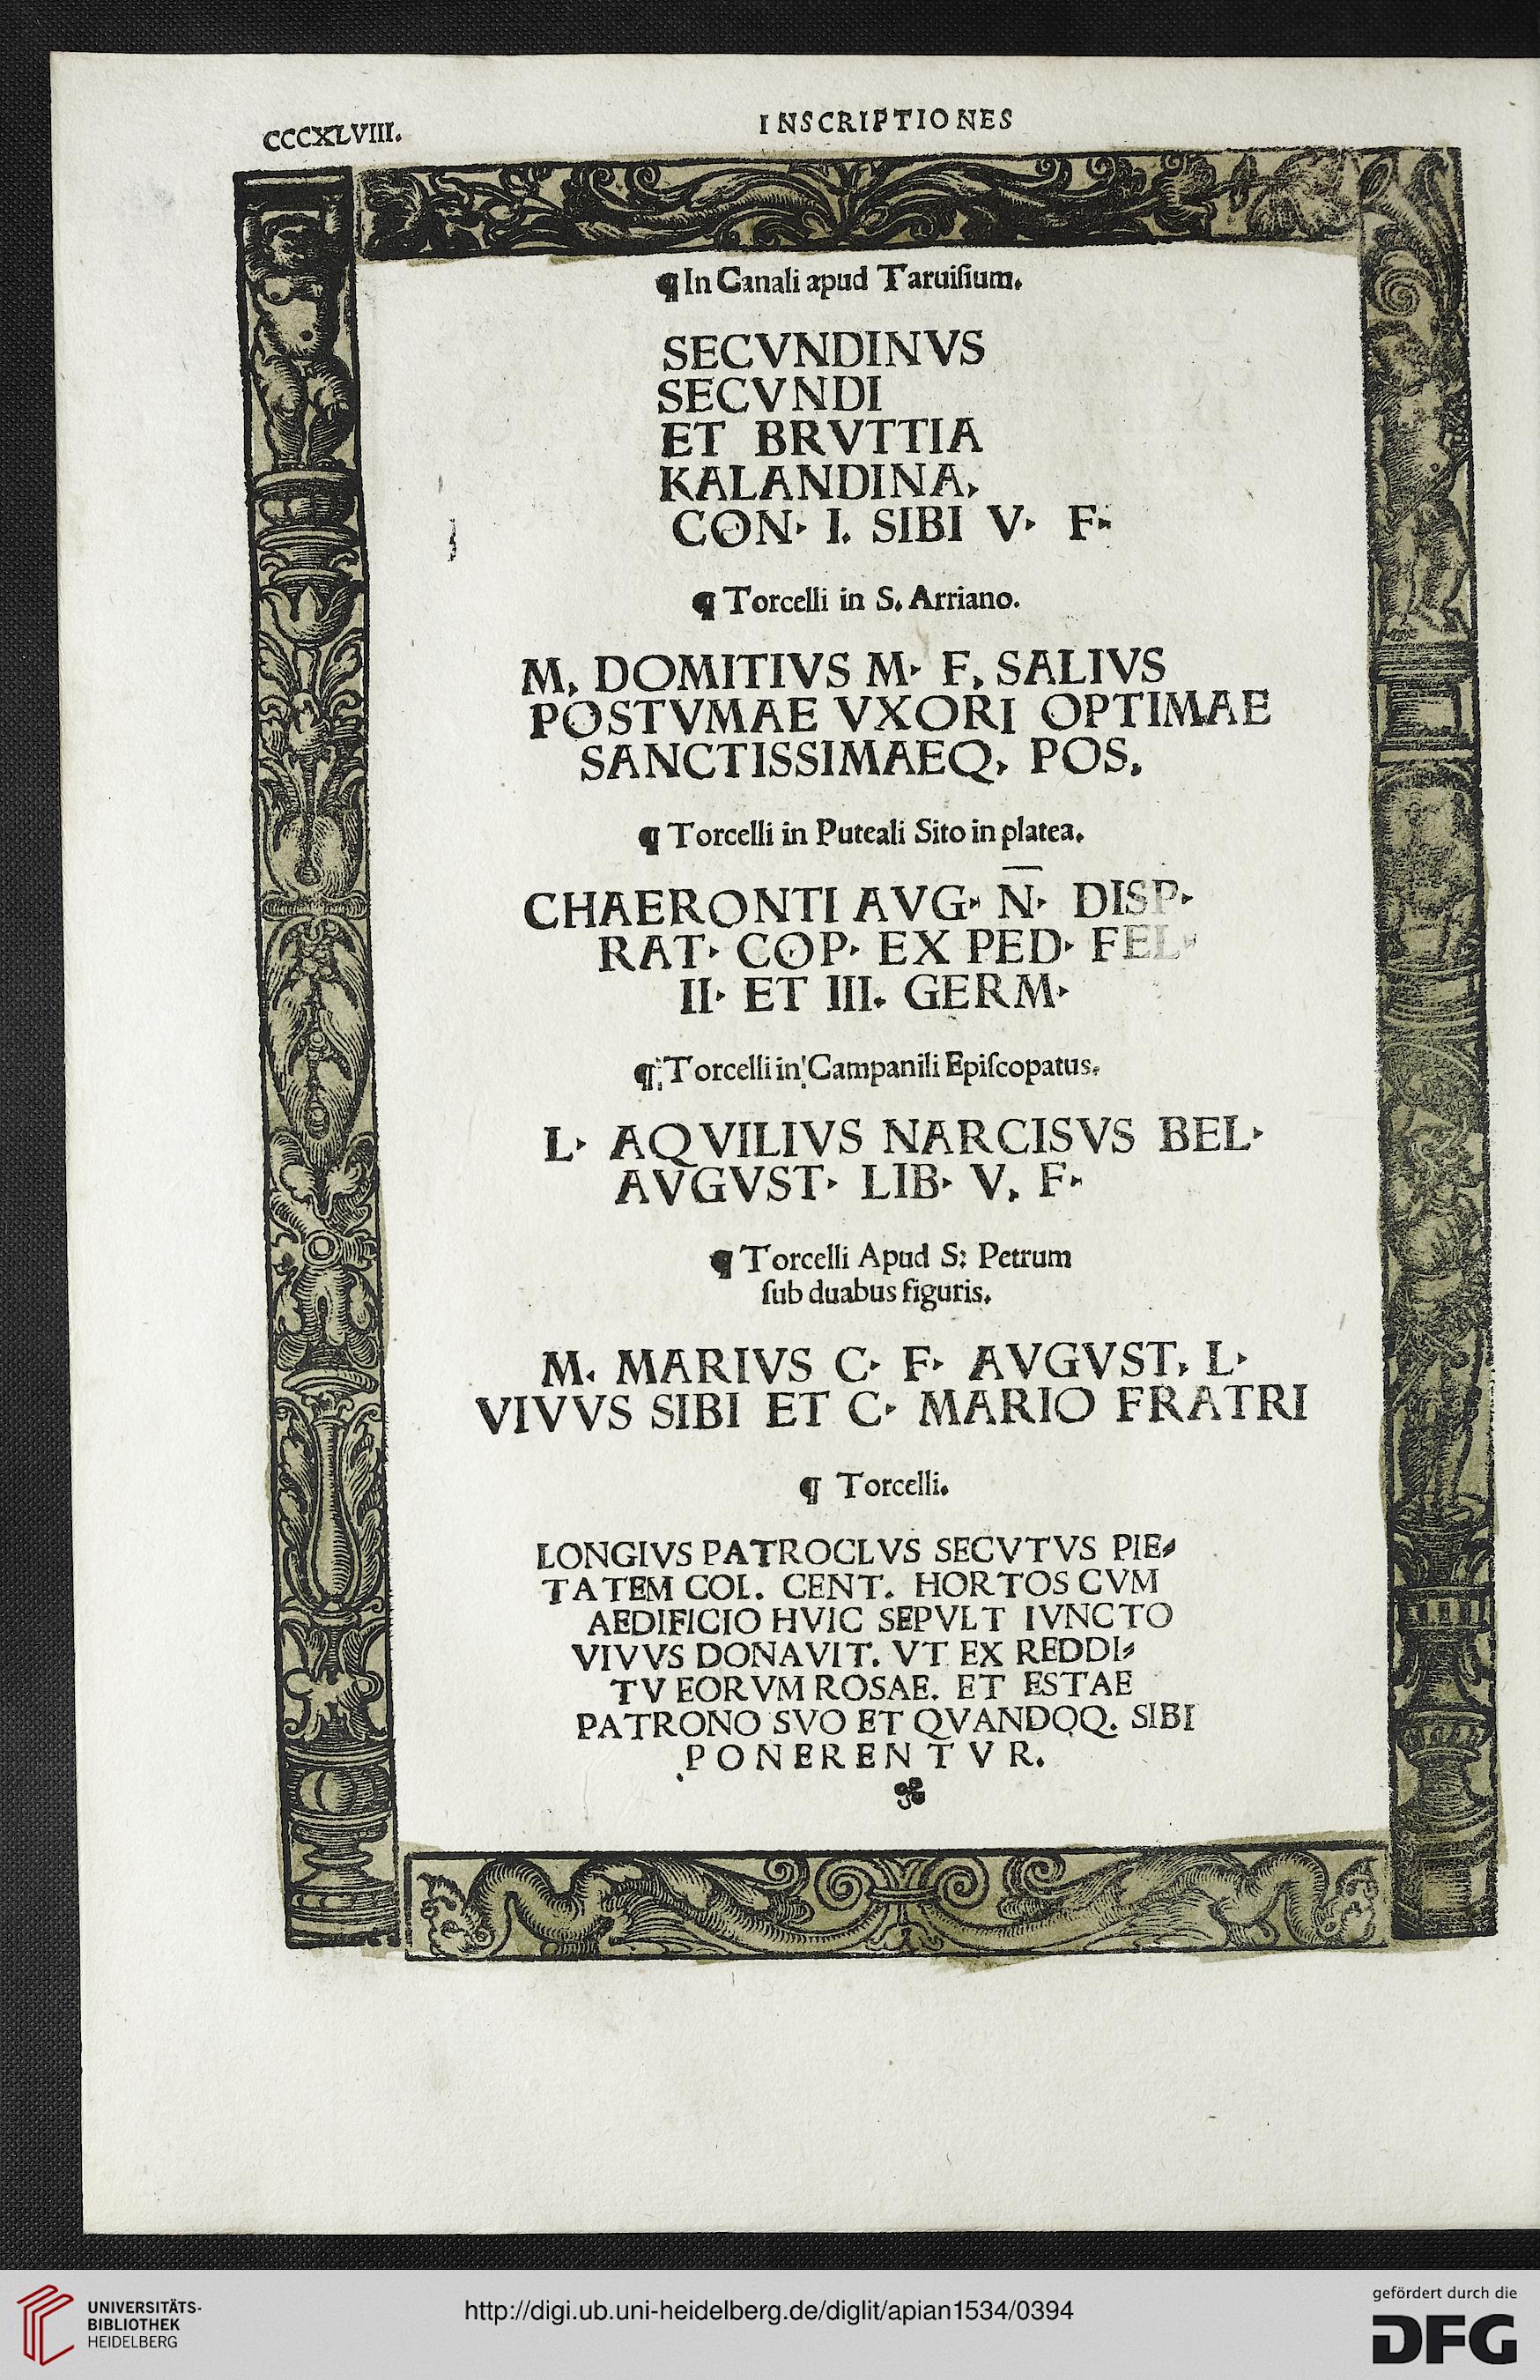 CCCXLVIII.
INSCRIPTIONES
¶ In Canali apud Taruiſium.
SECVNDINVS
SECVNDI
ET BRVTTIA
KALANDINA,
CON· I. SIBI V· F·
¶ Torcelli in S. Arriano.
M, DOMITIVS M· F, SALIVS
POSTVMAE VXORI OPTIMAE
SANCTISSIMAEQ, POS,
¶ Torcelli in Puteali Sito in platea.
CHAERONTI AVG· N̅· DISP·
RAT· COP· EX PED· FEL·
II· ET III. GERM·
¶ Torcelli in Campanili Epiſcopatus.
L· AQVILIVS NARCISVS BEL·
AVGVST· LIB· V, F·
¶ Torcelli Apud S: Petrum
ſub duabus figuris.
M. MARIVS C· F· AVGVST, L·
VIVVS SIBI ET C· MARIO FRATRI
¶ Torcelli.
LONGIVS PATROCLVS SECVTVS PIE⸗
TATEM COL. CENT. HORTOS CVM
AEDIFICIO HVIC SEPVLT IVNCTO
VIVVS DONAVIT. VT EX REDDI⸗
TV EORVM ROSAE. ET ESTAE
PATRONO SVO ET QVANDOQ. SIBI
PONERENTVR.
UNIVERSITÄTS-
BIBLIOTHEK
HEIDELBERG
http://digi.ub.uni-heidelberg.de/diglit/apian1534/0394
gefördert durch die
DFG